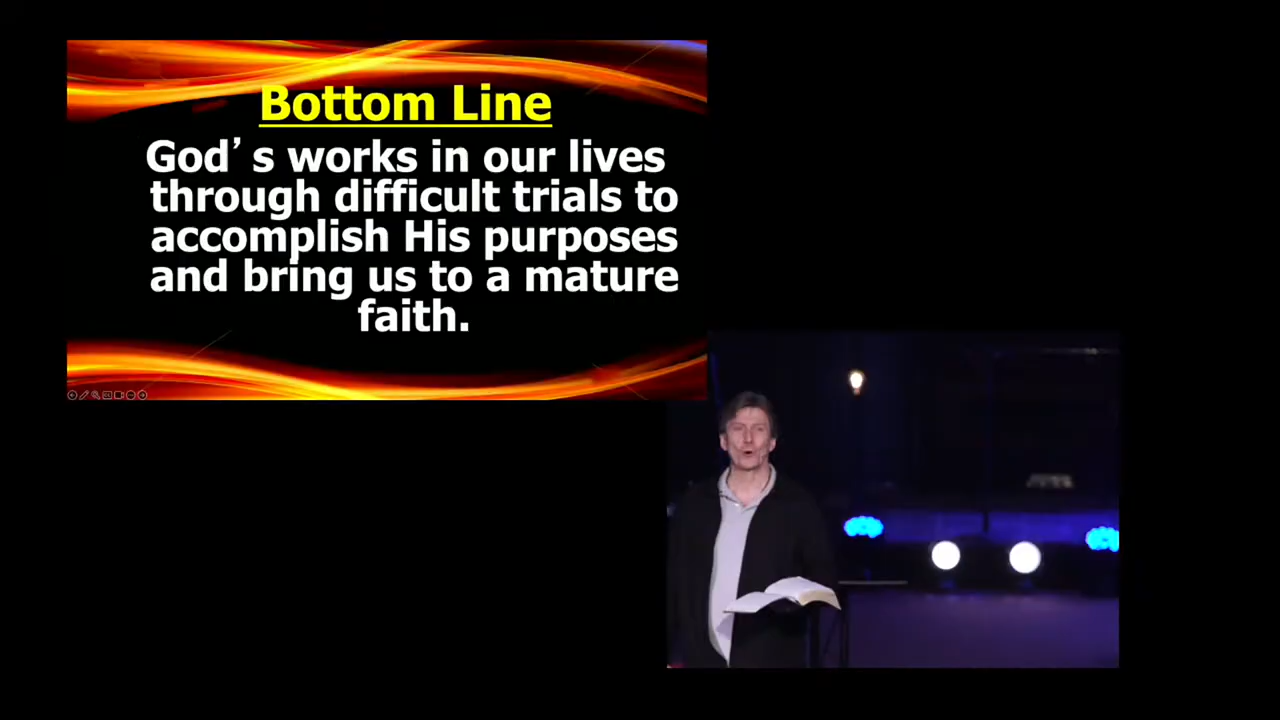 Bottom Line
God’s works in our lives
through difficult trials to
accomplish His purposes
and bring us to a mature
faith.